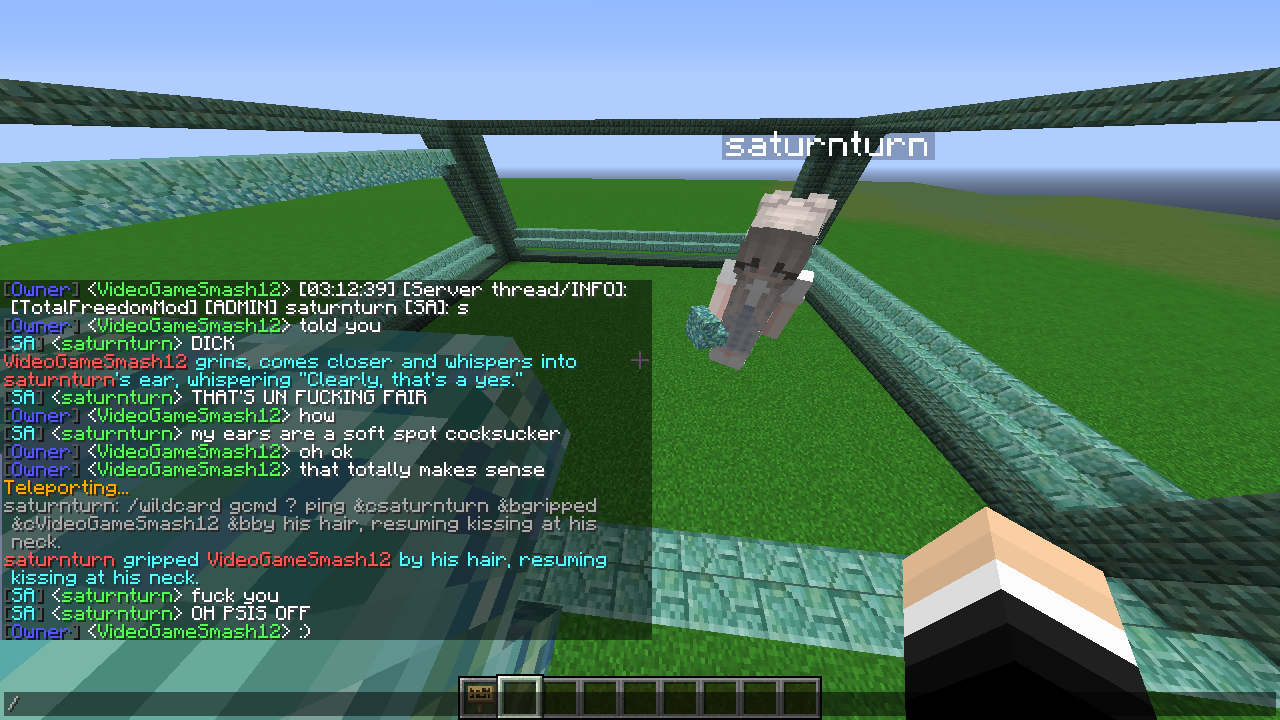 saturnturn
[Owner] <VideoGameSmash12> [03:12:39] [Server thread/INFO]:
[TotalFreedomMod] [ADMIN] saturnturn [SA]: s
[Owner] <VideoGameSmash12> told you
[SA] <saturnturn> DICK
VideoGameSmash12 grins, comes closer and whispers into
saturnturn's ear, whispering "Clearly, that's a yes."
[SA] <saturnturn> THAT'S UN FUCKING FAIR
[Owner] <VideoGameSmash12> how
[SA] <saturnturn> my ears are a soft spot cocksucker
[Owner] <VideoGameSmash12> oh ok
[Owner] <VideoGameSmash12> that totally makes sense
Teleporting...
saturnturn: /wildcard gcmd ? ping &csaturnturn &bgripped
&cVideoGameSmash12 &bby his hair, resuming kissing at his
neck.
saturnturn gripped VideoGameSmash12 by his hair, resuming
kissing at his neck.
[SA] <saturnturn> fuck you
[SA] <saturnturn> OH PSIS OFF
[Owner] <VideoGameSmash12> :)
/